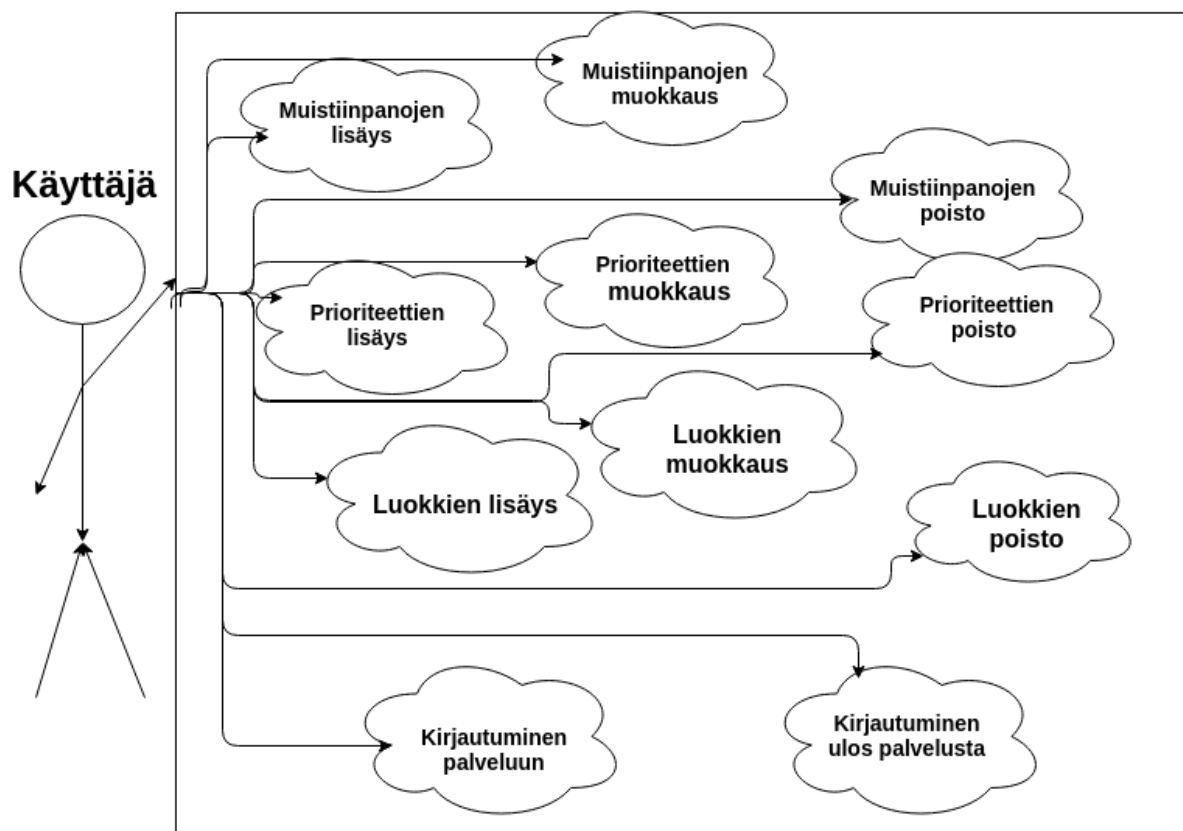 Käyttäjä
Muistiinpanojen
muokkaus
Muistiinpanojen
lisäys
Muistiinpanojen
poisto
Prioriteettien
muokkaus
Prioriteettien
lisäys
Prioriteettien
poisto
Luokkien
muokkaus
Luokkien lisäys
Luokkien
poisto
Kirjautuminen
palveluun
Kirjautuminen
ulos palvelusta